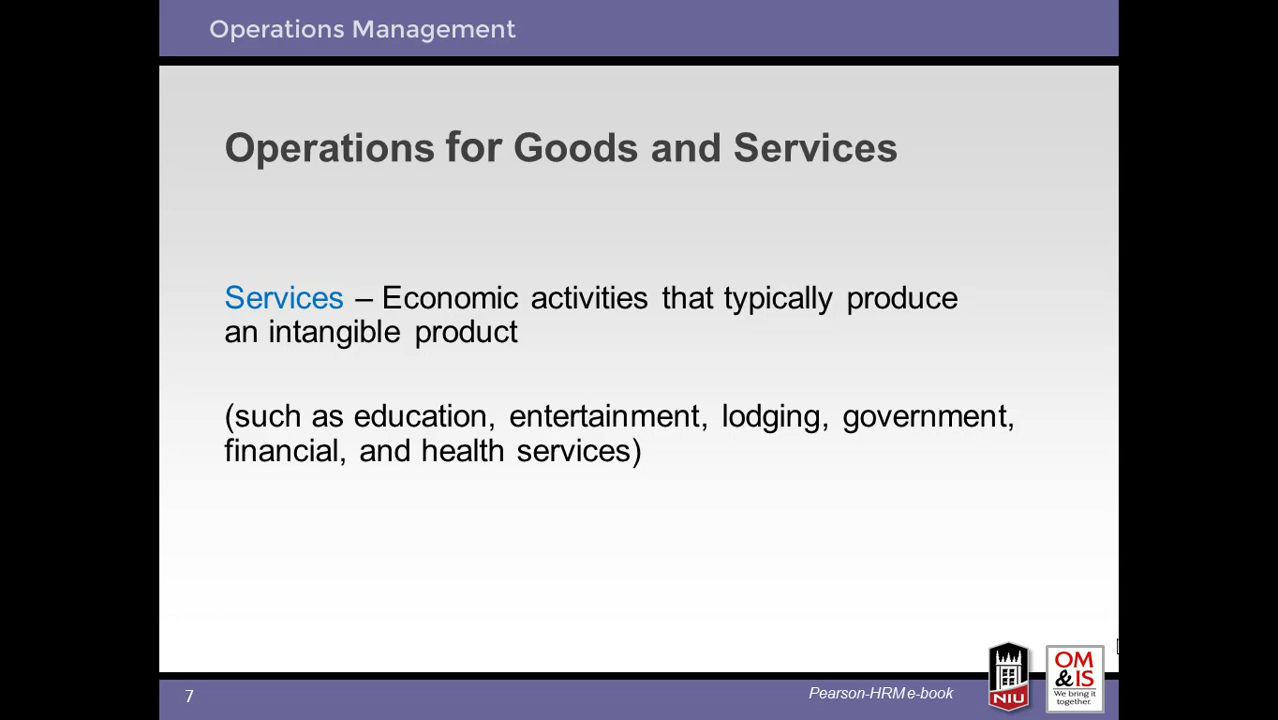 Operations Management
Operations for Goods and Services
Services – Economic activities that typically produce
an intangible product
(such as education, entertainment, lodging, government,
financial, and health services)
7
Pearson-HRM e-book
NIU
OM
&IS
We bring it
together.